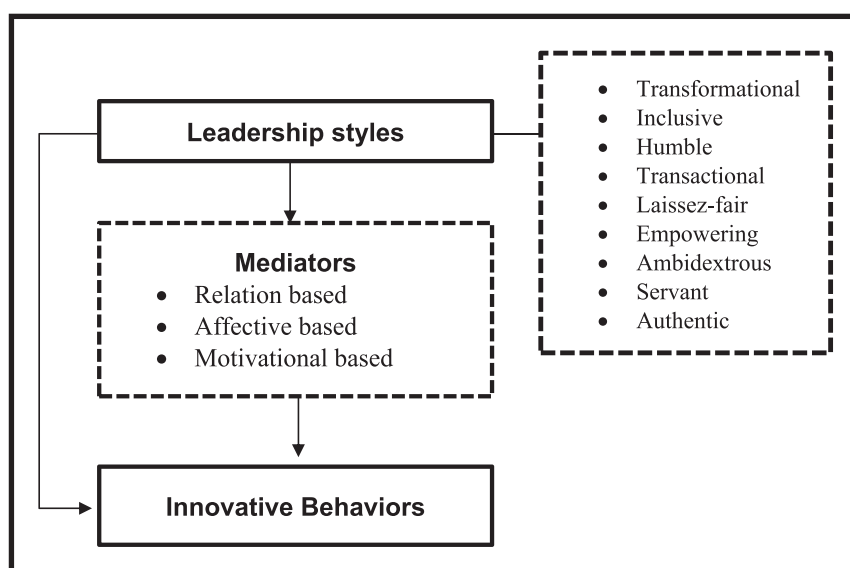 Leadership styles
Mediators
• Relation based
• Affective based
• Motivational based
Innovative Behaviors
• Transformational
• Inclusive
• Humble
• Transactional
• Laissez-fair
• Empowering
• Ambidextrous
• Servant
• Authentic